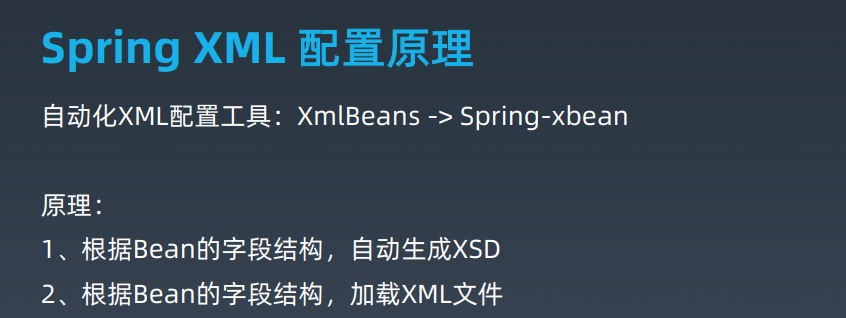 Spring XML 配置原理
自动化XML配置工具：XmlBeans -> Spring-xbean
原理：
1、根据Bean的字段结构，自动生成XSD
2、根据Bean的字段结构，加载XML文件